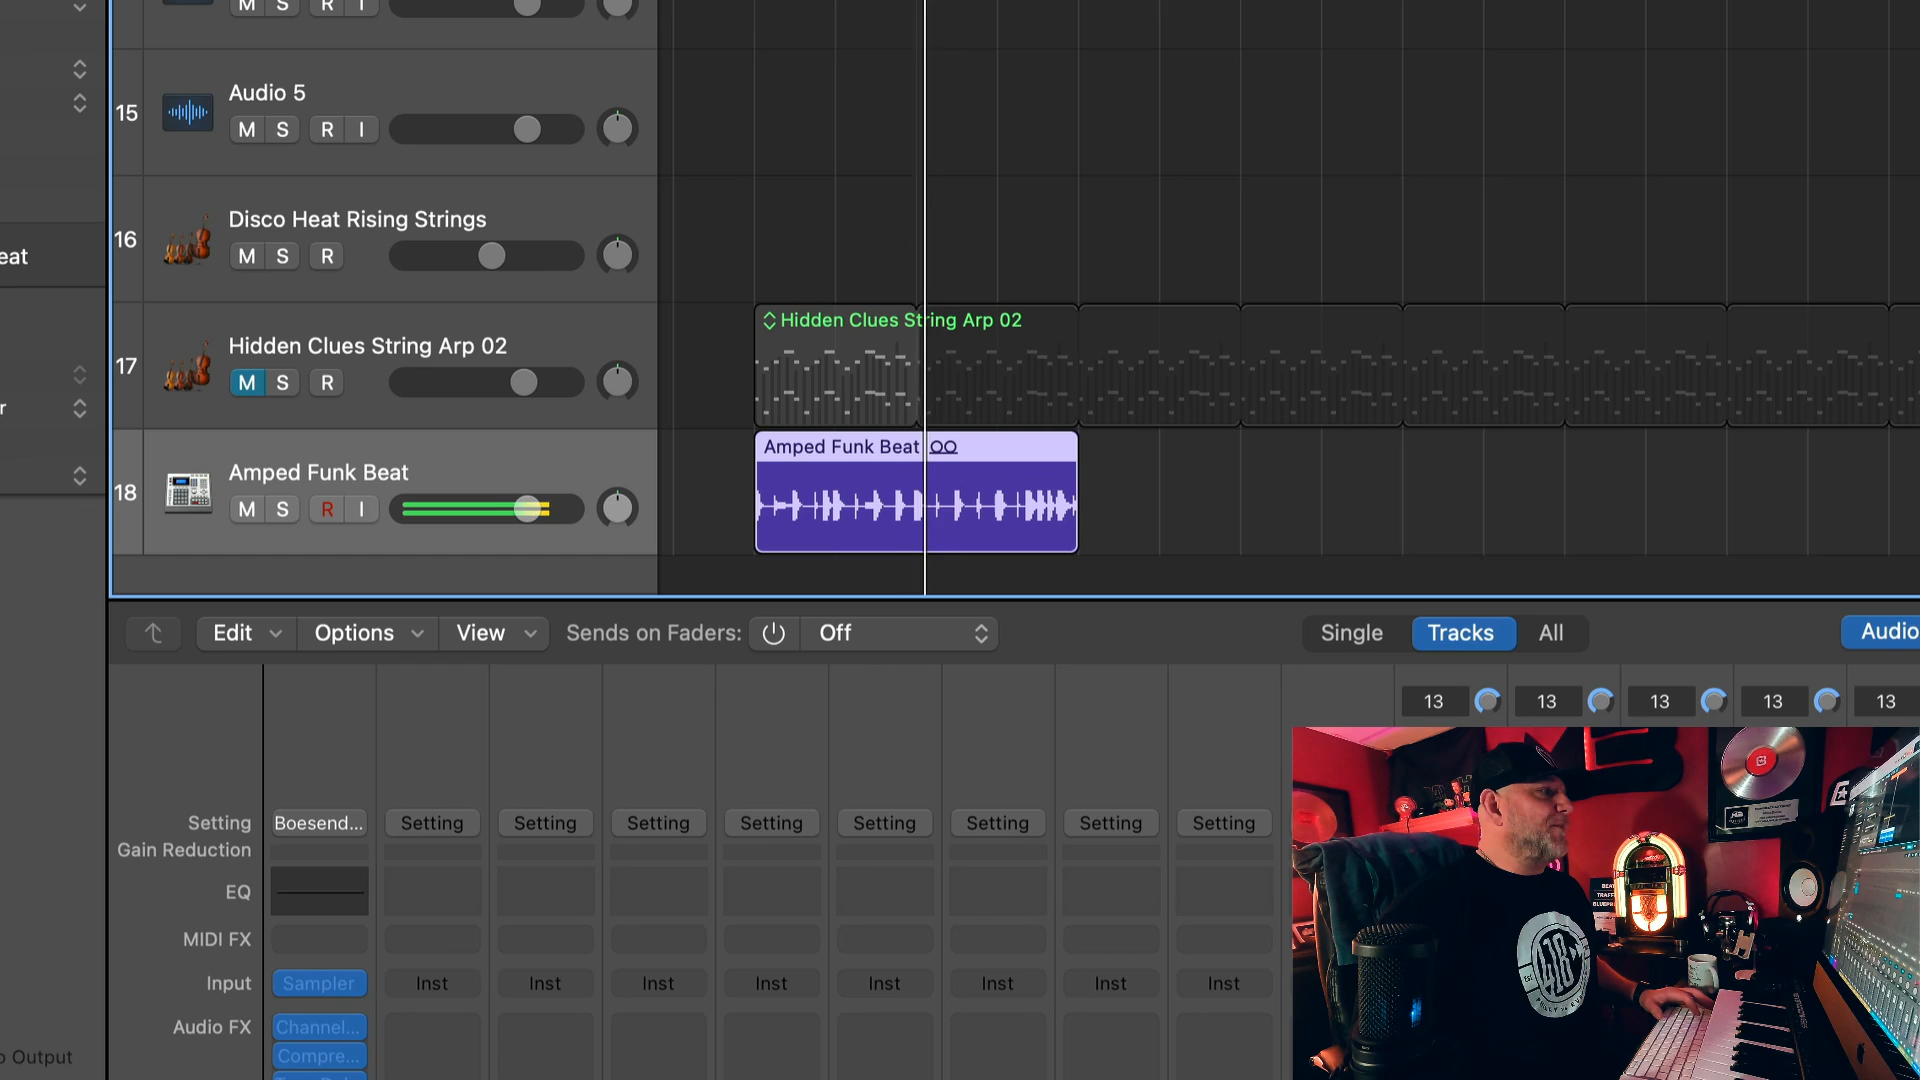 M S R I
15
Audio 5
M S R I
16
Disco Heat Rising Strings
M S R
eat
17
Hidden Clues String Arp 02
M S R
Hidden Clues String Arp 02
r
18
Amped Funk Beat
M S R I
Amped Funk Beat
Edit
Options
View
Sends on Faders:
Off
Single
Tracks
All
Audio
13
13
13
13
13
Setting
Boesend...
Setting
Setting
Setting
Setting
Setting
Setting
Setting
Setting
Gain Reduction
EQ
MIDI FX
Input
Sampler
Inst
Inst
Inst
Inst
Inst
Inst
Inst
Inst
Audio FX
Channel...
Compre...
o Output